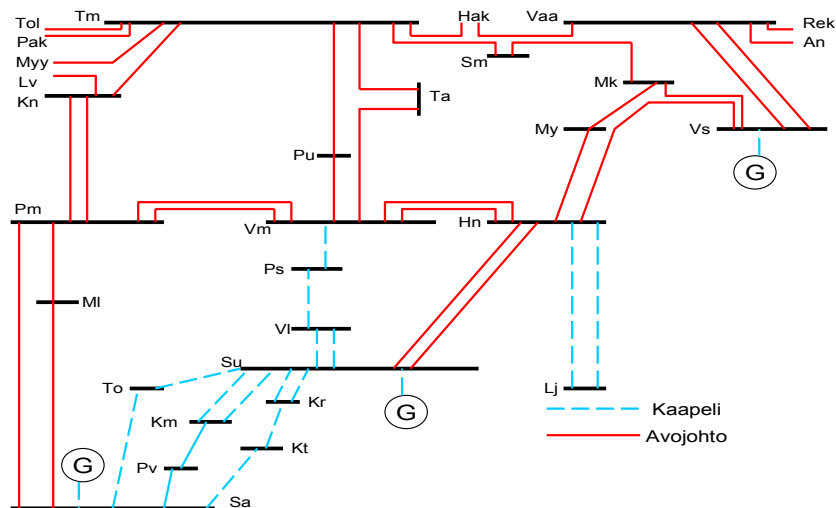 Tol
Tm
Hak
Vaa
Rek
Pak
An
Myy
Sm
Lv
Mk
Kn
Ta
My
Vs
Pu
G
Pm
Vm
Hn
Ps
Ml
Vl
Su
To
Lj
Kr
G
Kaapeli
Km
Avojohto
Kt
G
Pv
Sa